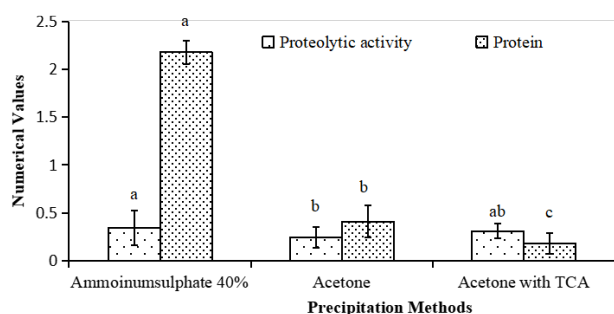 2.5
2
1.5
1
0.5
0
Numerical Values
Proteolytic activity Protein
a a
b b
ab c
Ammoinumsulphate 40% Acetone Acetone with TCA
Precipitation Methods